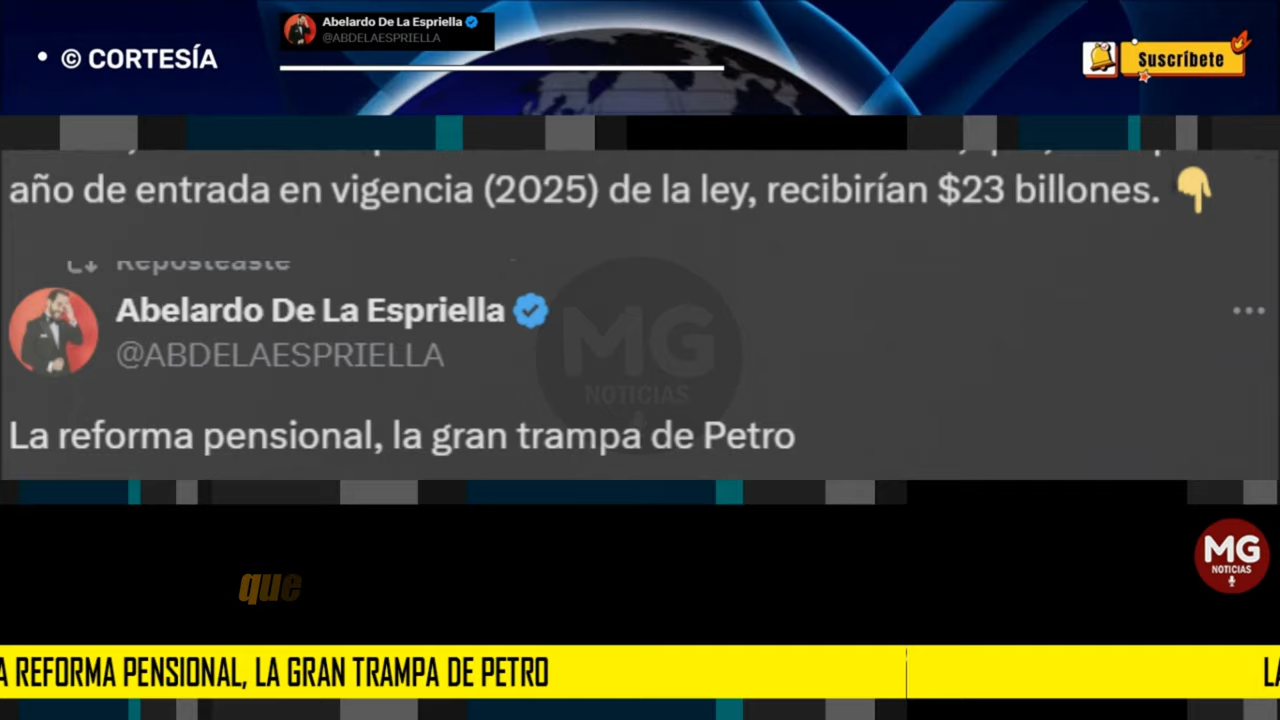 • © CORTESÍA
Abelardo De La Espriella
@ABDELAESPRIELLA
Suscríbete
año de entrada en vigencia (2025) de la ley, recibirían $23 billones. 👇
Reposteaste
Abelardo De La Espriella
@ABDELAESPRIELLA
MG
NOTICIAS
La reforma pensional, la gran trampa de Petro
que
MG
NOTICIAS
A REFORMA PENSIONAL, LA GRAN TRAMPA DE PETRO
LA